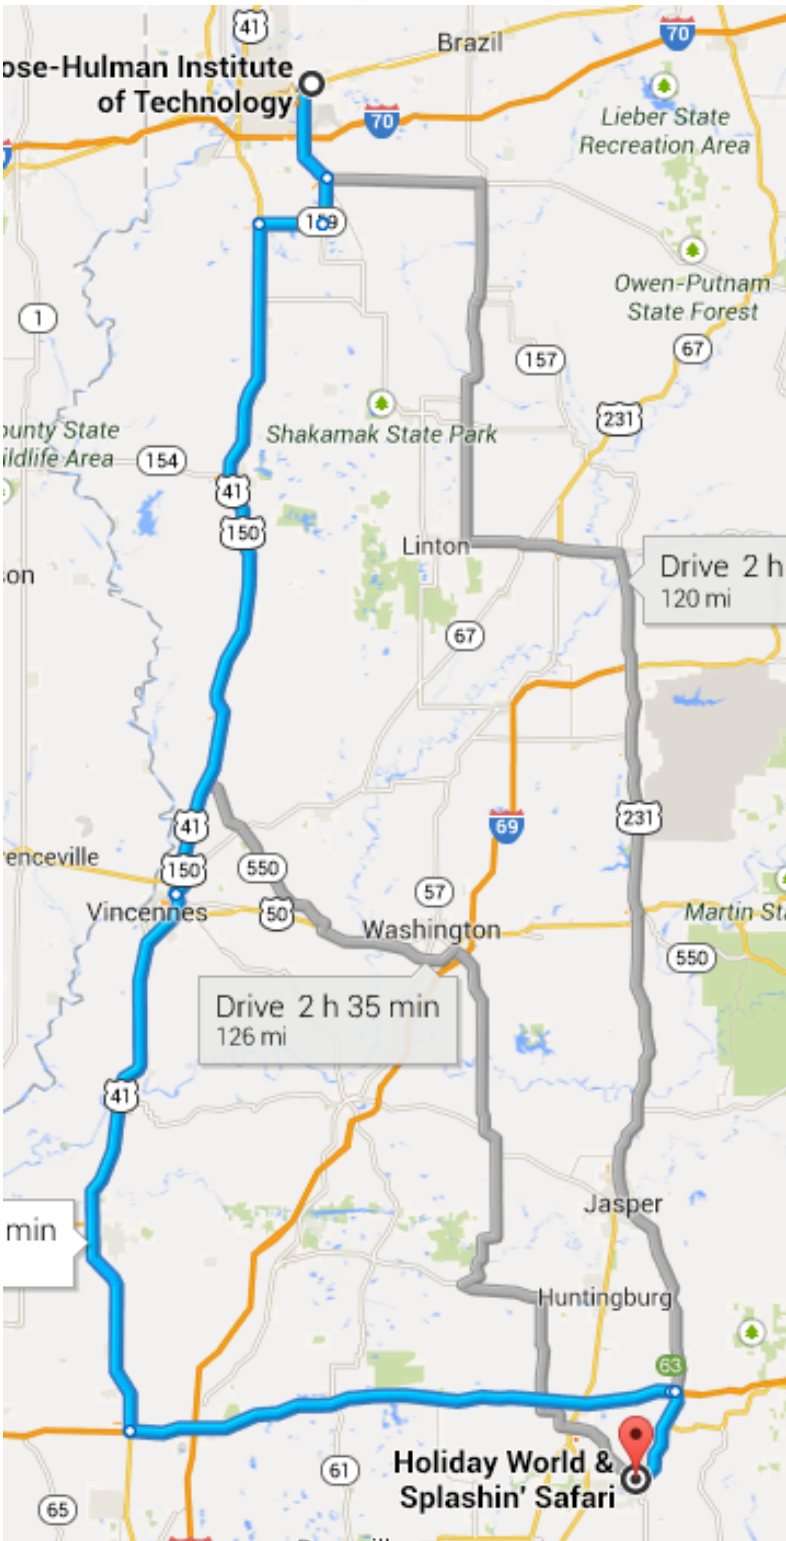 41
70
Brazil
ose-Hulman Institute
of Technology
70
Lieber State
Recreation Area
159
Owen-Putnam
State Forest
1
157
67
231
ounty State
ildlife Area
Shakamak State Park
154
41
150
Linton
Drive 2 h
120 mi
son
67
231
69
41
renceville
150
550
57
Vincennes
50
Washington
Martin Sta
550
Drive 2 h 35 min
126 mi
41
Jasper
min
Huntingburg
63
Holiday World &
Splashin' Safari
61
65